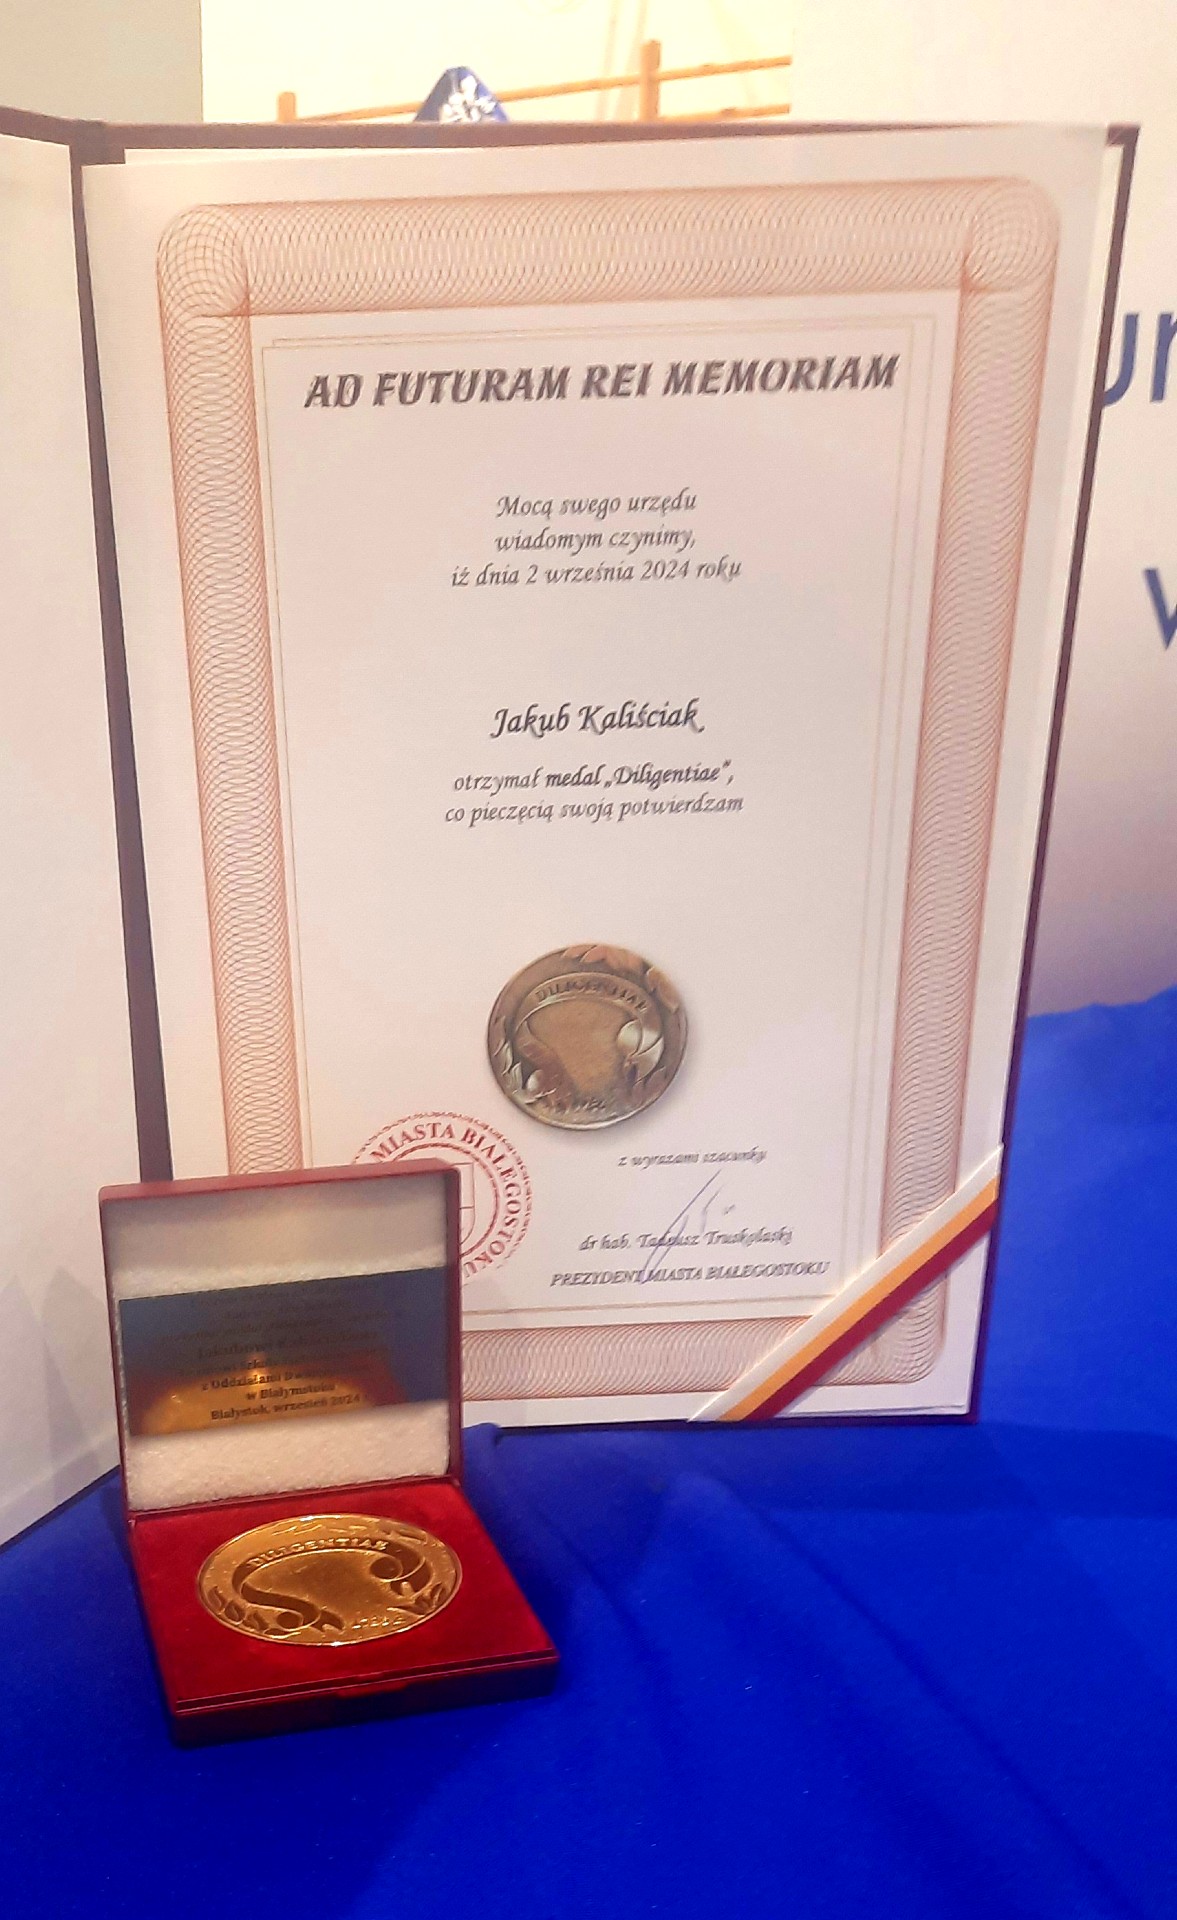 AD FUTURAM REI MEMORIAM
Mocą swego urzędu
wiadomym czynimy,
iż dnia 2 września 2024 roku
Jakub Kaliściak
otrzymał medal „Diligentiae”,
co pieczęcią swoją potwierdzam
DILIGENTIAE
z wyrazami szacunku
dr hab. Tadeusz Truskolaski
PREZYDENT MIASTA BIAŁEGOSTOKU
MIASTA BIAŁEGOSTOKU
z Oddziałami
w Białymstoku
Białystok, wrzesień 2024
DILIGENTIAE
ur
w